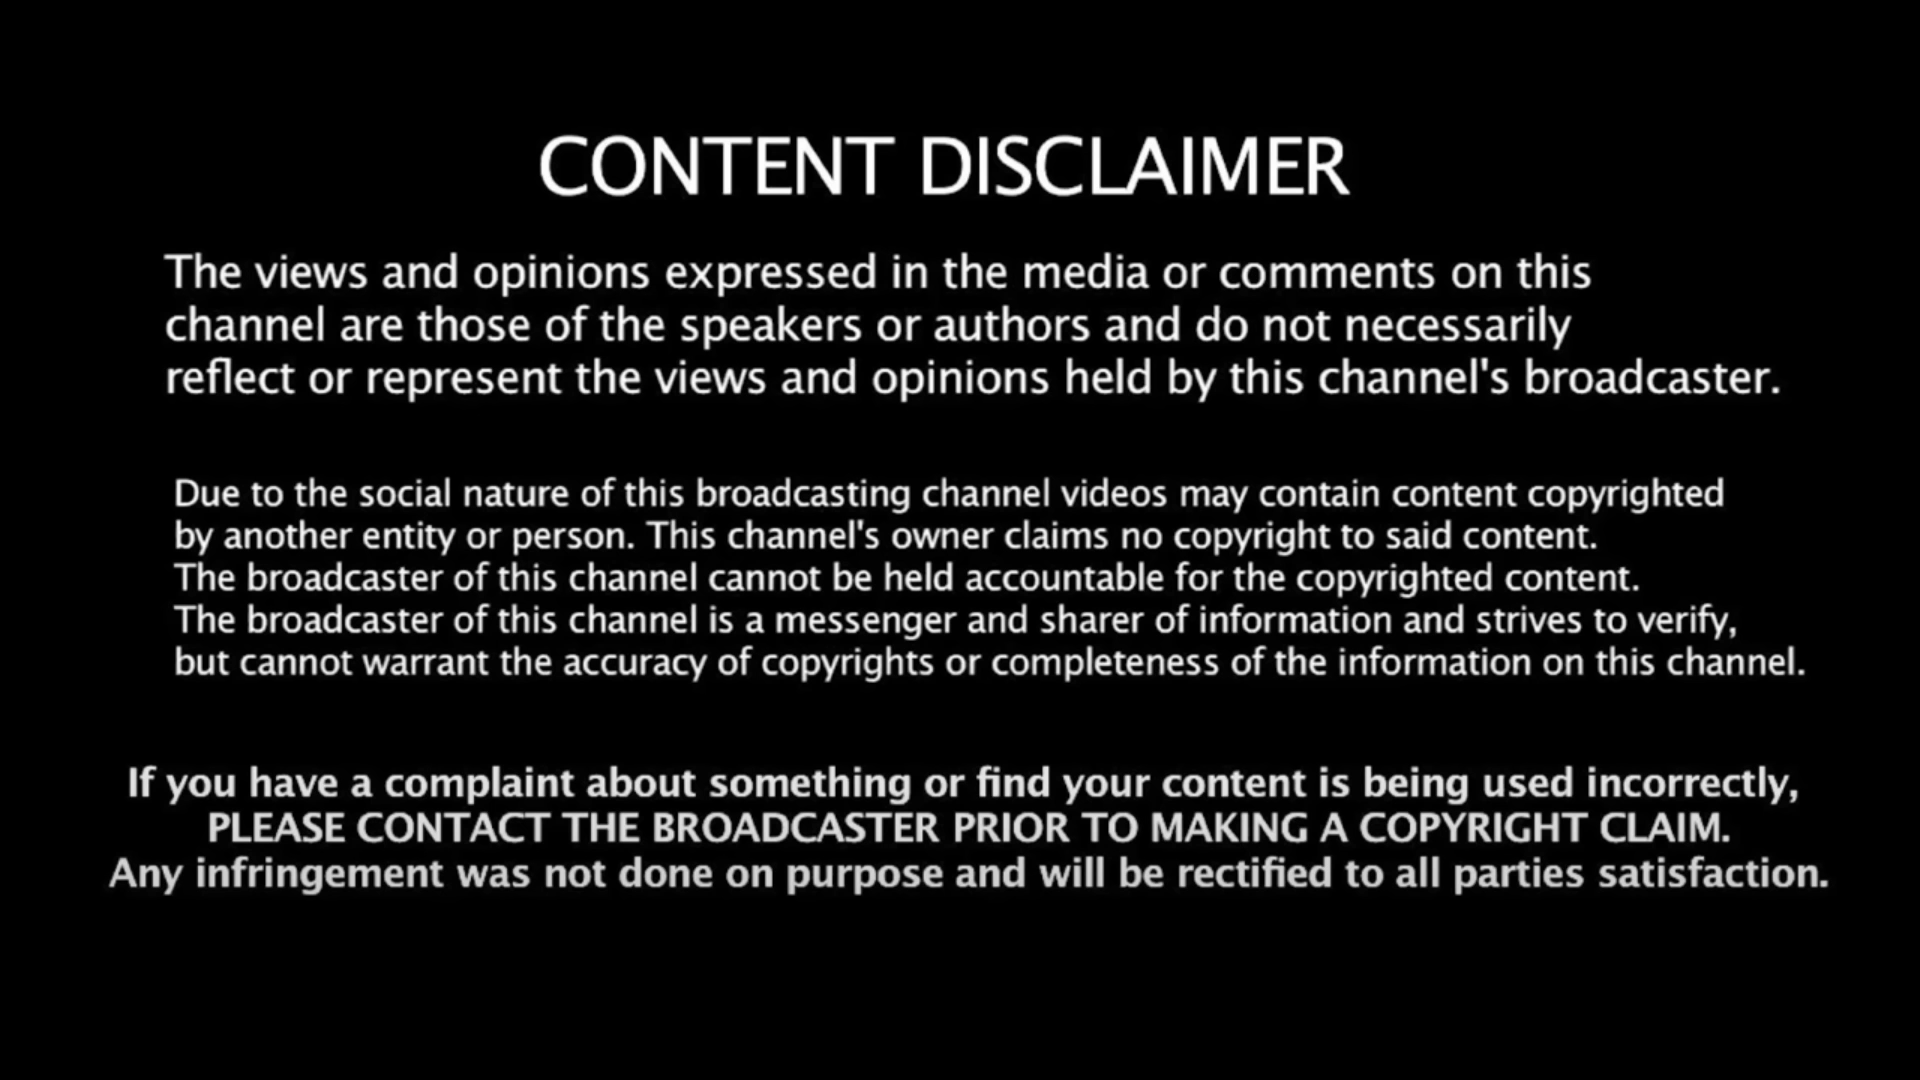 CONTENT DISCLAIMER
The views and opinions expressed in the media or comments on this
channel are those of the speakers or authors and do not necessarily
reflect or represent the views and opinions held by this channel's broadcaster.
Due to the social nature of this broadcasting channel videos may contain content copyrighted
by another entity or person. This channel's owner claims no copyright to said content.
The broadcaster of this channel cannot be held accountable for the copyrighted content.
The broadcaster of this channel is a messenger and sharer of information and strives to verify,
but cannot warrant the accuracy of copyrights or completeness of the information on this channel.
If you have a complaint about something or find your content is being used incorrectly,
PLEASE CONTACT THE BROADCASTER PRIOR TO MAKING A COPYRIGHT CLAIM.
Any infringement was not done on purpose and will be rectified to all parties satisfaction.